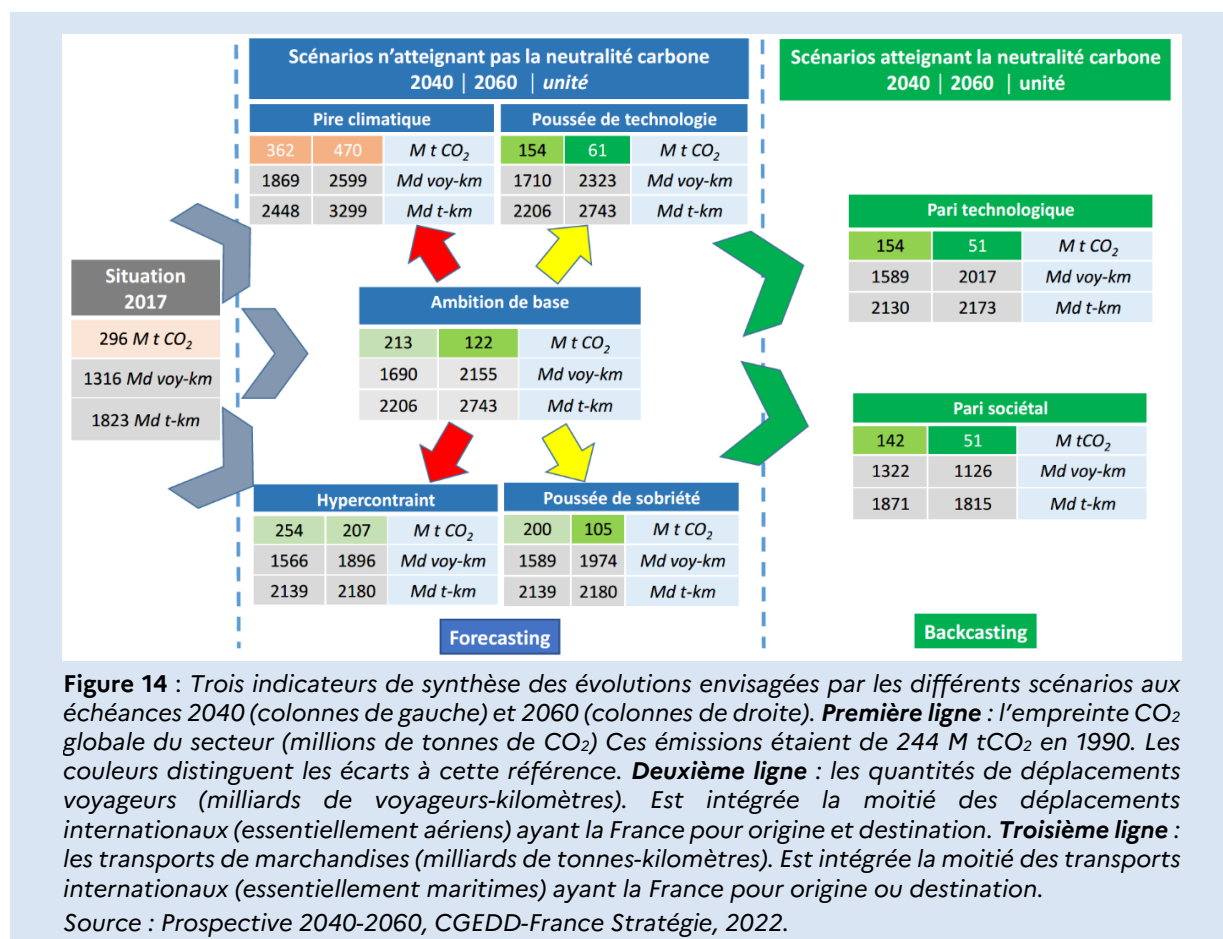 Scénarios n’atteignant pas la neutralité carbone
2040 | 2060 | unité
Scénarios atteignant la neutralité carbone
2040 | 2060 | unité
Pire climatique
362 470 M t CO₂
1869 2599 Md voy-km
2448 3299 Md t-km
Poussée de technologie
154 61 M t CO₂
1710 2323 Md voy-km
2206 2743 Md t-km
Situation
2017
296 M t CO₂
1316 Md voy-km
1823 Md t-km
Ambition de base
213 122 M t CO₂
1690 2155 Md voy-km
2206 2743 Md t-km
Pari technologique
154 51 M t CO₂
1589 2017 Md voy-km
2130 2173 Md t-km
Pari sociétal
142 51 M tCO₂
1322 1126 Md voy-km
1871 1815 Md t-km
Hypercontraint
254 207 M t CO₂
1566 1896 Md voy-km
2139 2180 Md t-km
Poussée de sobriété
200 105 M t CO₂
1589 1974 Md voy-km
2139 2180 Md t-km
Forecasting
Backcasting
Figure 14 : Trois indicateurs de synthèse des évolutions envisagées par les différents scénarios aux
échéances 2040 (colonnes de gauche) et 2060 (colonnes de droite). Première ligne : l’empreinte CO₂
globale du secteur (millions de tonnes de CO₂) Ces émissions étaient de 244 M tCO₂ en 1990. Les
couleurs distinguent les écarts à cette référence. Deuxième ligne : les quantités de déplacements
voyageurs (milliards de voyageurs-kilomètres). Est intégrée la moitié des déplacements
internationaux (essentiellement aériens) ayant la France pour origine et destination. Troisième ligne :
les transports de marchandises (milliards de tonnes-kilomètres). Est intégrée la moitié des transports
internationaux (essentiellement maritimes) ayant la France pour origine ou destination.
Source : Prospective 2040-2060, CGEDD-France Stratégie, 2022.